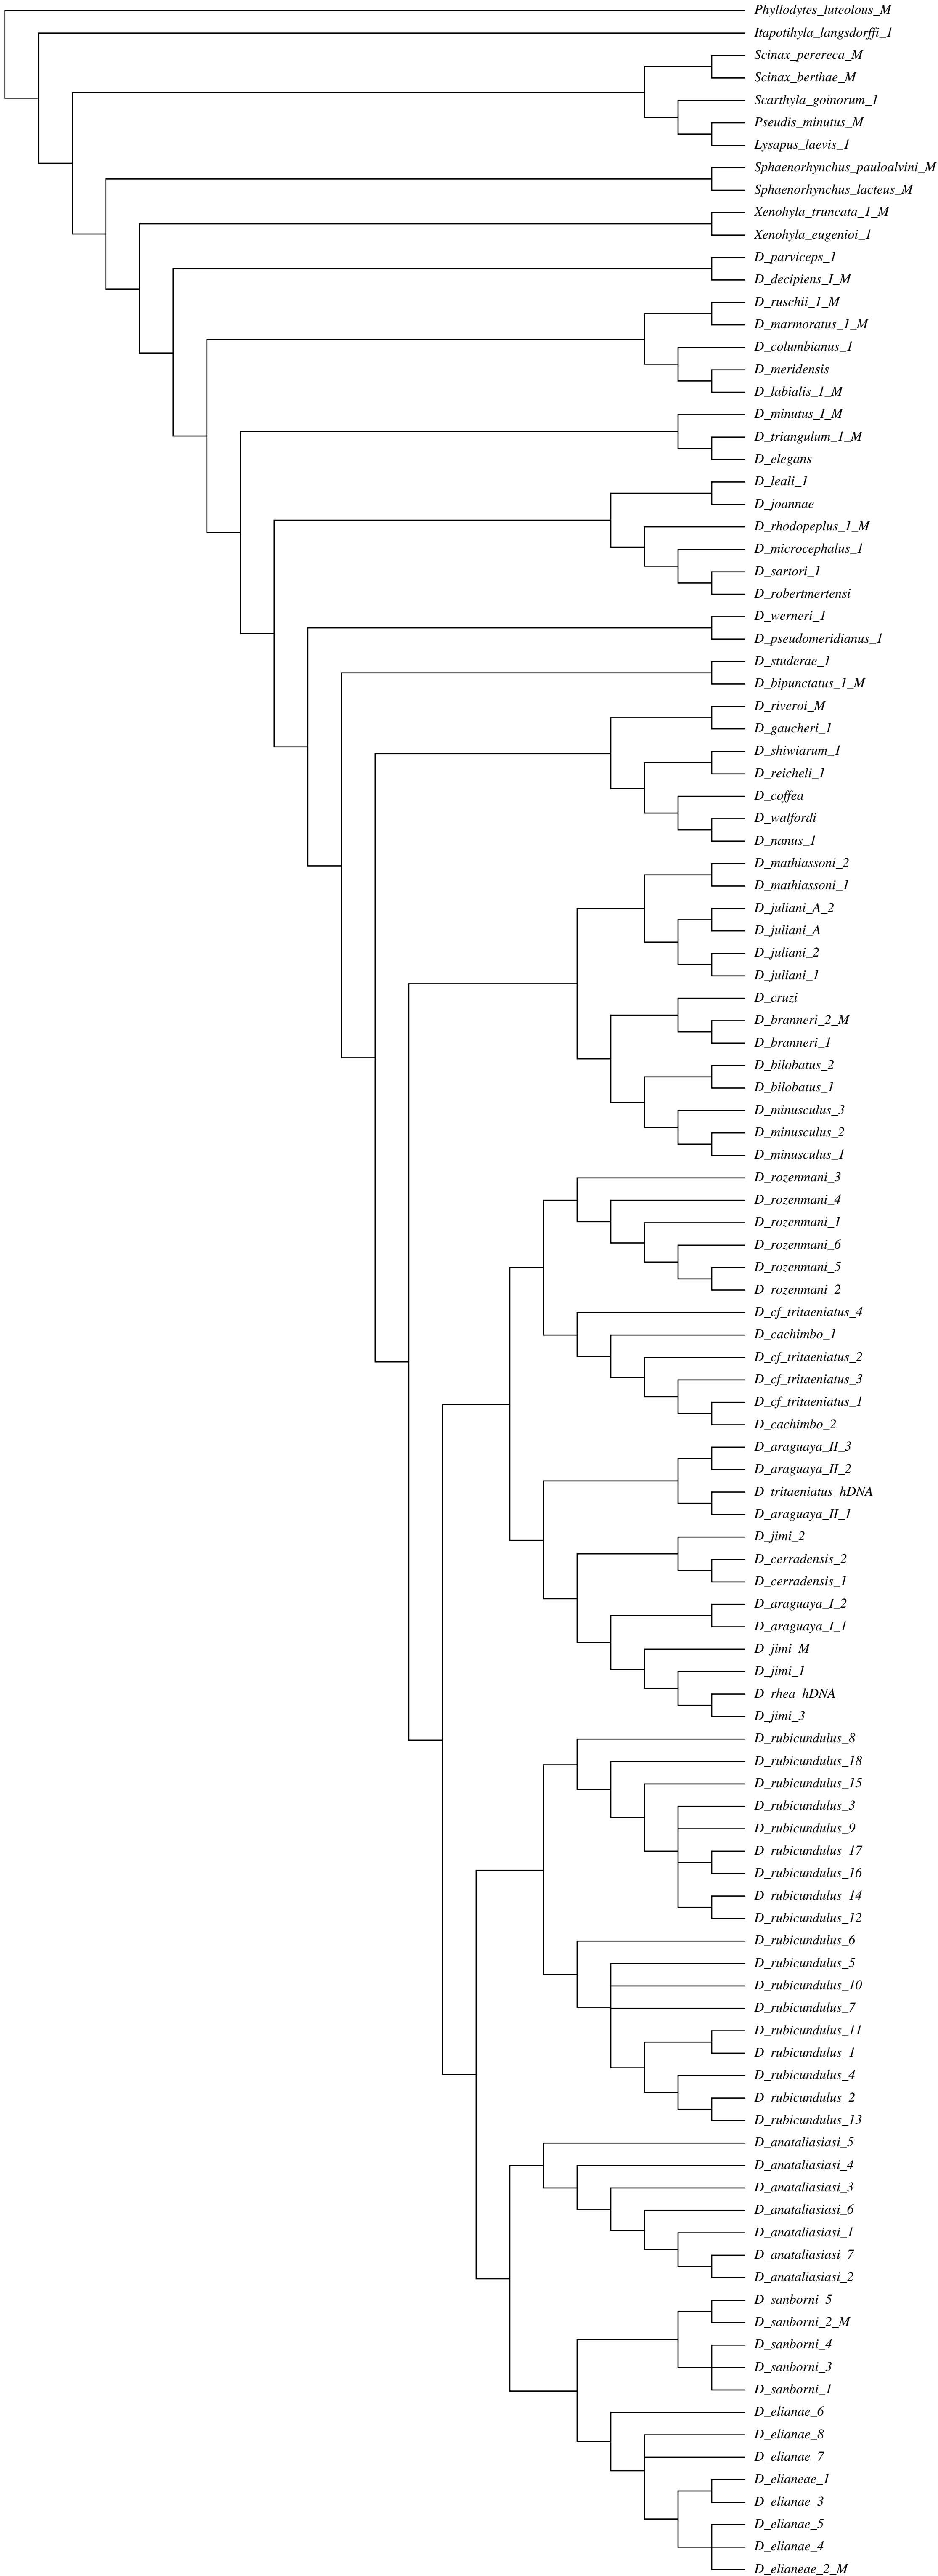 Phyllodytes_luteolous_M
Itapotihyla_langsdorffi_1
Scinax_perereca_M
Scinax_berthae_M
Scarthyla_goinorum_1
Pseudis_minutus_M
Lysapus_laevis_1
Sphaenorhynchus_pauloalvini_M
Sphaenorhynchus_lacteus_M
Xenohyla_truncata_1_M
Xenohyla_eugenioi_1
D_parviceps_1
D_decipiens_I_M
D_ruschii_1_M
D_marmoratus_1_M
D_columbianus_1
D_meridensis
D_labialis_1_M
D_minutus_I_M
D_triangulum_1_M
D_elegans
D_leali_1
D_joannae
D_rhodopeplus_1_M
D_microcephalus_1
D_sartori_1
D_robertmertensi
D_werneri_1
D_pseudomeridianus_1
D_studerae_1
D_bipunctatus_1_M
D_riveroi_M
D_gaucheri_1
D_shiwiarum_1
D_reicheli_1
D_coffea
D_walfordi
D_nanus_1
D_mathiassoni_2
D_mathiassoni_1
D_juliani_A_2
D_juliani_A
D_juliani_2
D_juliani_1
D_cruzi
D_branneri_2_M
D_branneri_1
D_bilobatus_2
D_bilobatus_1
D_minusculus_3
D_minusculus_2
D_minusculus_1
D_rozenmani_3
D_rozenmani_4
D_rozenmani_1
D_rozenmani_6
D_rozenmani_5
D_rozenmani_2
D_cf_tritaeniatus_4
D_cachimbo_1
D_cf_tritaeniatus_2
D_cf_tritaeniatus_3
D_cf_tritaeniatus_1
D_cachimbo_2
D_araguaya_II_3
D_araguaya_II_2
D_tritaeniatus_hDNA
D_araguaya_II_1
D_jimi_2
D_cerradensis_2
D_cerradensis_1
D_araguaya_I_2
D_araguaya_I_1
D_jimi_M
D_jimi_1
D_rhea_hDNA
D_jimi_3
D_rubicundulus_8
D_rubicundulus_18
D_rubicundulus_15
D_rubicundulus_3
D_rubicundulus_9
D_rubicundulus_17
D_rubicundulus_16
D_rubicundulus_14
D_rubicundulus_12
D_rubicundulus_6
D_rubicundulus_5
D_rubicundulus_10
D_rubicundulus_7
D_rubicundulus_11
D_rubicundulus_1
D_rubicundulus_4
D_rubicundulus_2
D_rubicundulus_13
D_anataliasiasi_5
D_anataliasiasi_4
D_anataliasiasi_3
D_anataliasiasi_6
D_anataliasiasi_1
D_anataliasiasi_7
D_anataliasiasi_2
D_sanborni_5
D_sanborni_2_M
D_sanborni_4
D_sanborni_3
D_sanborni_1
D_elianae_6
D_elianae_8
D_elianae_7
D_elianeae_1
D_elianae_3
D_elianae_5
D_elianae_4
D_elianeae_2_M